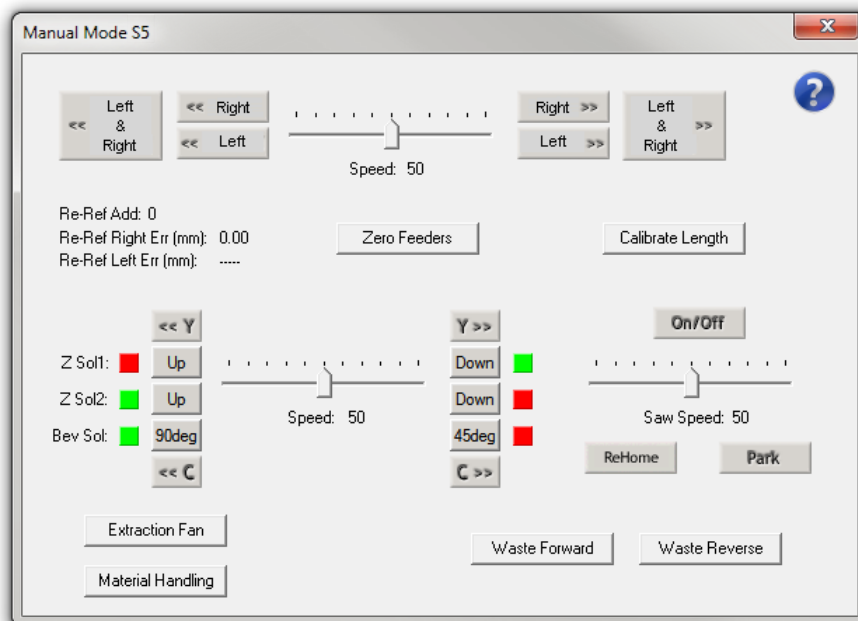 Manual Mode S5
<< Left & Right
<< Right
<< Left
Speed: 50
Right >>
Left >>
Left & Right >>
?
Re-Ref Add: 0
Re-Ref Right Err (mm): 0.00
Re-Ref Left Err (mm): -----
Zero Feeders
Calibrate Length
<< Y
Z Sol1:
Up
Z Sol2:
Up
Bev Sol:
90deg
<< C
Speed: 50
Y >>
Down
Down
45deg
C >>
On/Off
Saw Speed: 50
ReHome
Park
Extraction Fan
Material Handling
Waste Forward
Waste Reverse